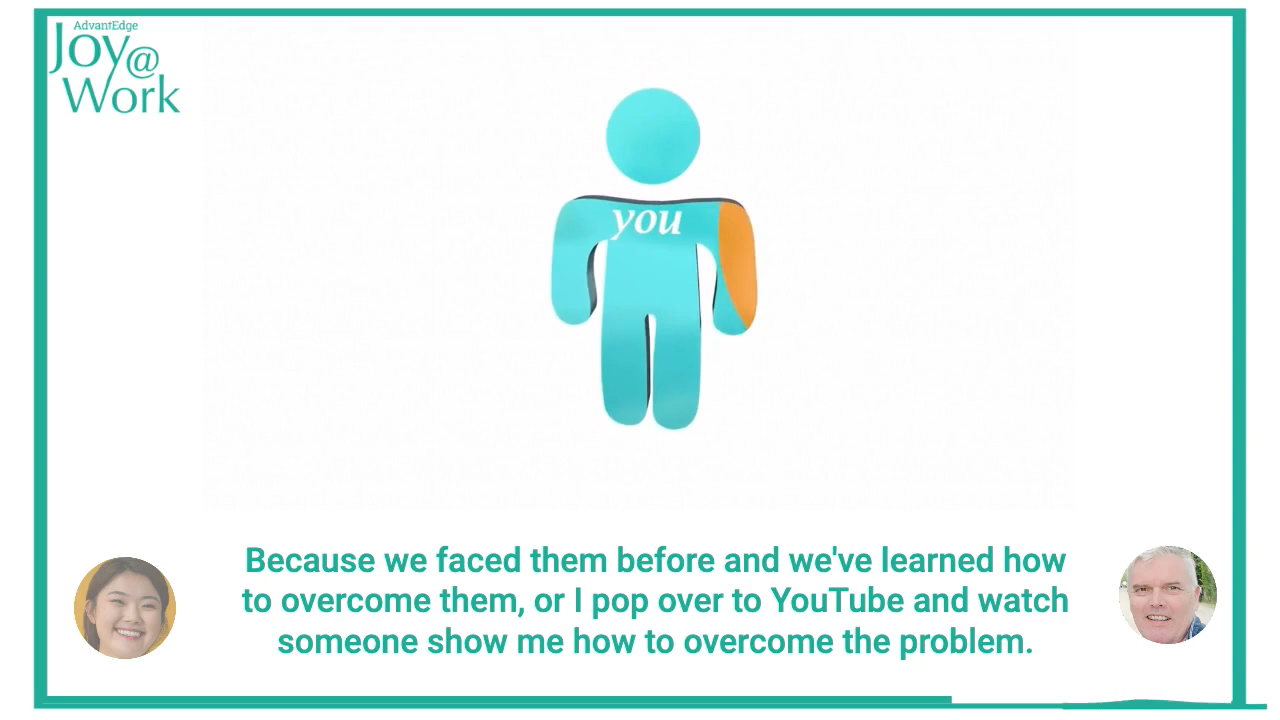 AdvantEdge
Joy@
Work
you
Because we faced them before and we've learned how
to overcome them, or I pop over to YouTube and watch
someone show me how to overcome the problem.